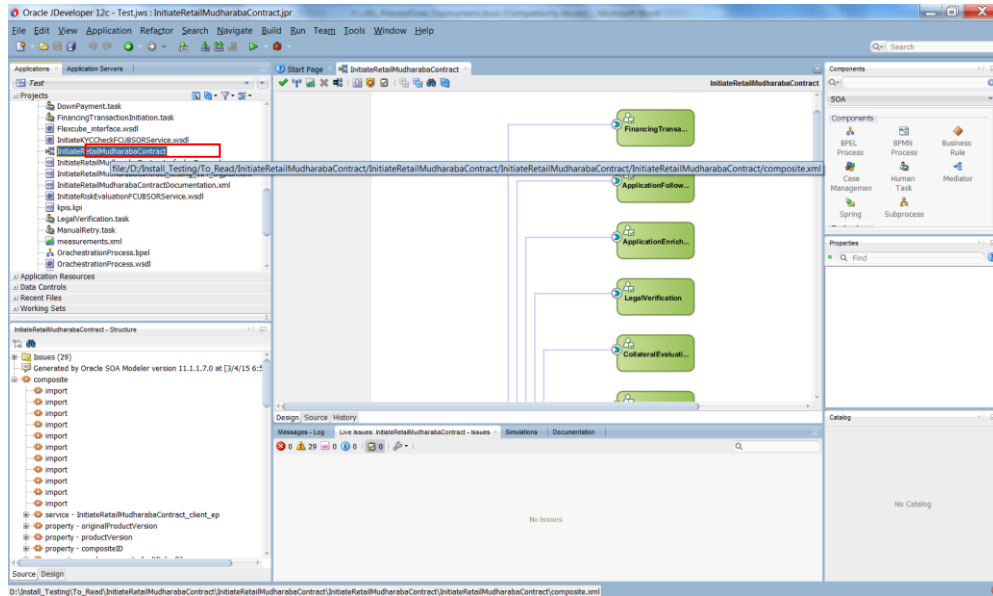 Oracle JDeveloper 12c - Test.jws : InitiateRetailMudharabaContract.jpr
File Edit View Application Refactor Search Navigate Build Run Team Tools Window Help
Search
Applications Application Servers
Test
Projects
DownPayment.task
FinancingTransactionInitiation.task
Flexcube_interface.wsdl
InitiateKYCCheckFCUBSORService.wsdl
InitiateRetailMudharabaContract
InitiateRetailMudharabaContractDocumentation.xml
InitiateRiskEvaluationFCUBSORService.wsdl
kpis.kpi
LegalVerification.task
ManualRetry.task
measurements.xml
OrachestrationProcess.bpel
OrachestrationProcess.wsdl
Application Resources
Data Controls
Recent Files
Working Sets
file:/D:/Install_Testing/To_Read/InitiateRetailMudharabaContract/InitiateRetailMudharabaContract/InitiateRetailMudharabaContract/InitiateRetailMudharabaContract/composite.xml
InitiateRetailMudharabaContract - Structure
Issues (29)
Generated by Oracle SOA Modeler version 11.1.1.7.0 at [3/4/15 6:5
composite
import
import
import
import
import
import
import
import
import
import
import
service - InitiateRetailMudharabaContract_client_ep
property - originalProductVersion
property - productVersion
property - compositeID
Source Design
Start Page InitiateRetailMudharabaContract
InitiateRetailMudharabaContract
FinancingTransa...
ApplicationFollow...
ApplicationEnrich...
LegalVerification
CollateralEvaluati...
Design Source History
Messages - Log Live Issues: InitiateRetailMudharabaContract - Issues Simulations Documentation
0 29 0 0 0
No Issues
Components
SOA
Components
BPEL Process
BPMN Process
Business Rule
Case Managemen
Human Task
Mediator
Spring
Subprocess
Properties
Find
Catalog
No Catalog
D:\Install_Testing\To_Read\InitiateRetailMudharabaContract\InitiateRetailMudharabaContract\InitiateRetailMudharabaContract\InitiateRetailMudharabaContract\composite.xml